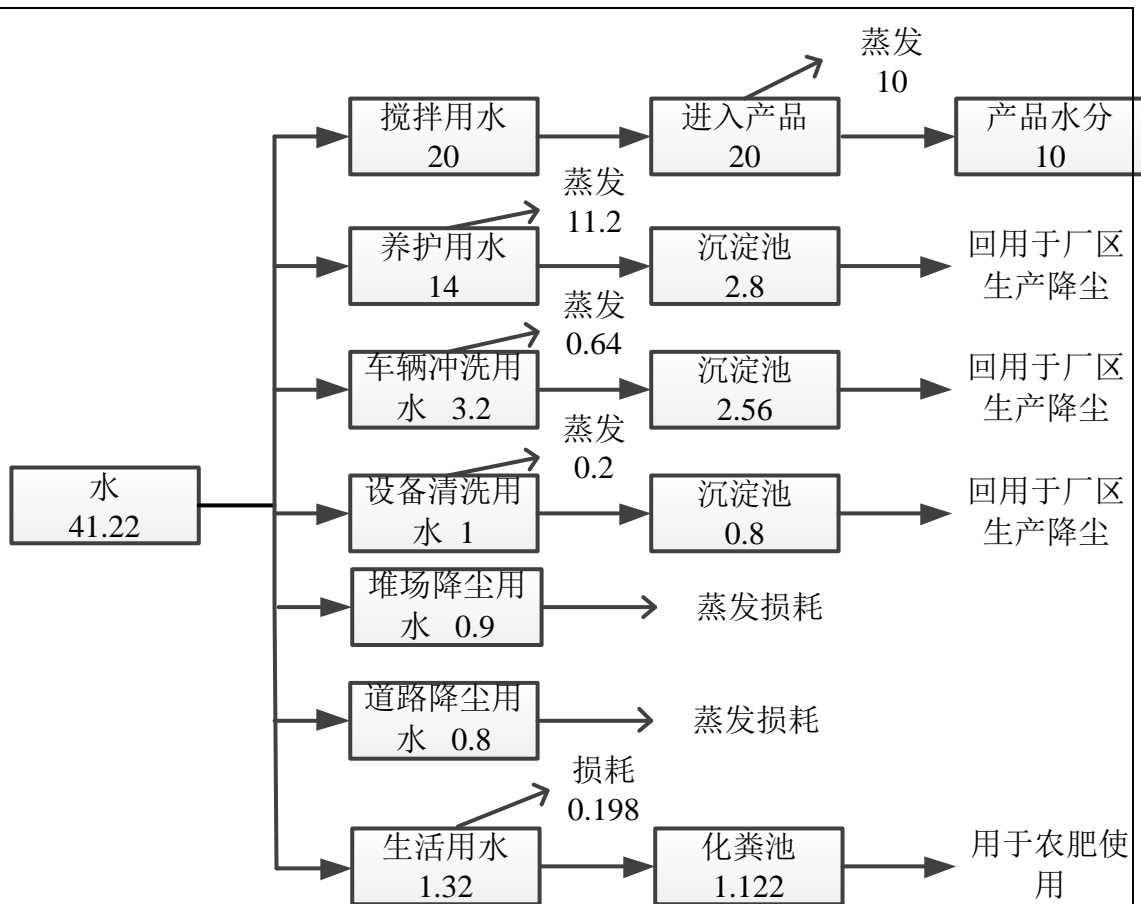 蒸发
10
搅拌用水
20
进入产品
20
产品水分
10
蒸发
11.2
养护用水
14
沉淀池
2.8
回用于厂区
生产降尘
蒸发
0.64
车辆冲洗用
水 3.2
沉淀池
2.56
回用于厂区
生产降尘
蒸发
0.2
水
41.22
设备清洗用
水 1
沉淀池
0.8
回用于厂区
生产降尘
堆场降尘用
水 0.9
蒸发损耗
道路降尘用
水 0.8
蒸发损耗
损耗
0.198
生活用水
1.32
化粪池
1.122
用于农肥使
用